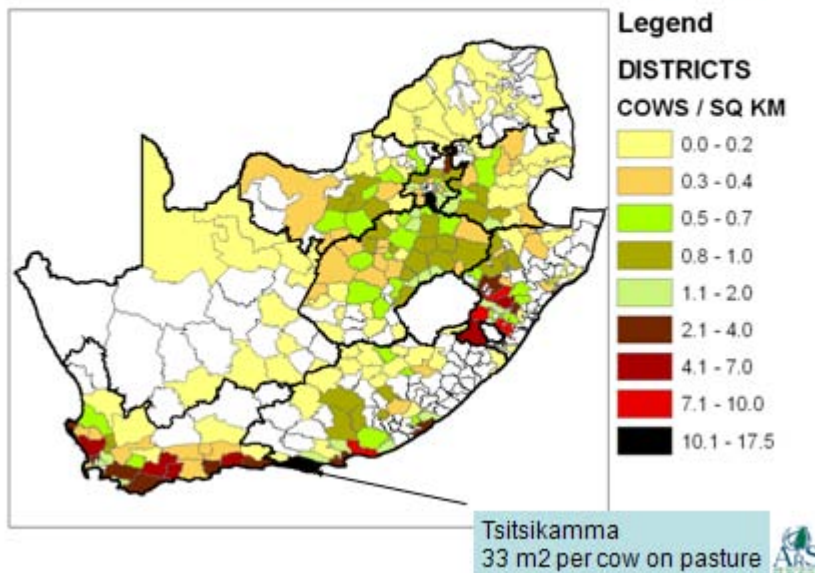 Legend
DISTRICTS
COWS / SQ KM
0.0 - 0.2
0.3 - 0.4
0.5 - 0.7
0.8 - 1.0
1.1 - 2.0
2.1 - 4.0
4.1 - 7.0
7.1 - 10.0
10.1 - 17.5
Tsitsikamma
33 m2 per cow on pasture